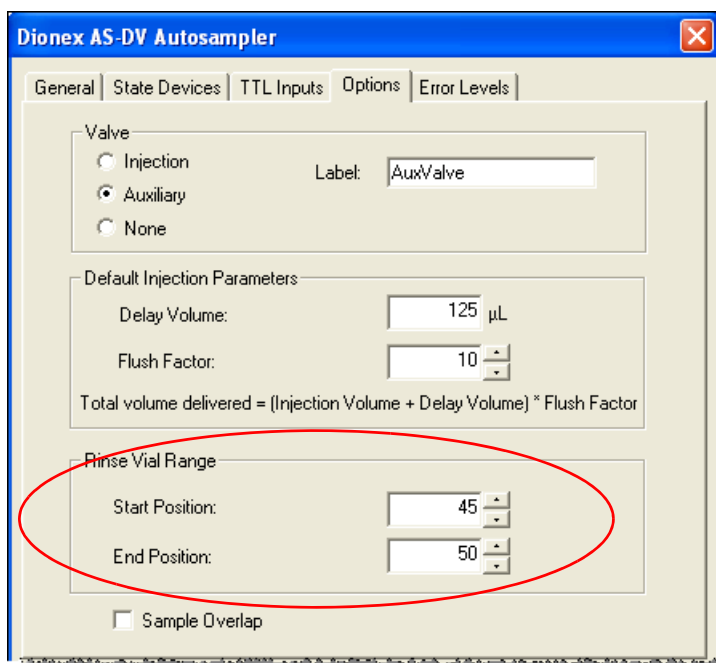 Dionex AS-DV Autosampler
General State Devices TTL Inputs Options Error Levels
Valve
Injection
Label: AuxValve
Auxiliary
None
Default Injection Parameters
Delay Volume: 125 µL
Flush Factor: 10
Total volume delivered = (Injection Volume + Delay Volume) * Flush Factor
Rinse Vial Range
Start Position: 45
End Position: 50
Sample Overlap